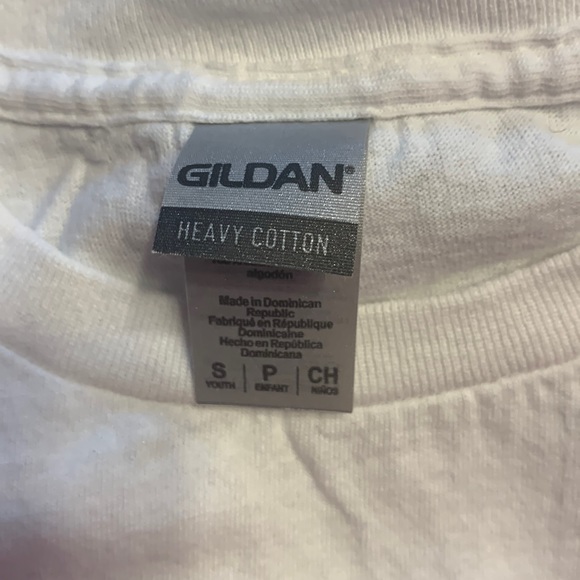 GILDAN®
HEAVY COTTON
algodón
Made in Dominican
Republic
Fabriqué en République
Dominicaine
Hecho en República
Dominicana
S | P | CH
YOUTH | ENFANT | NIÑOS